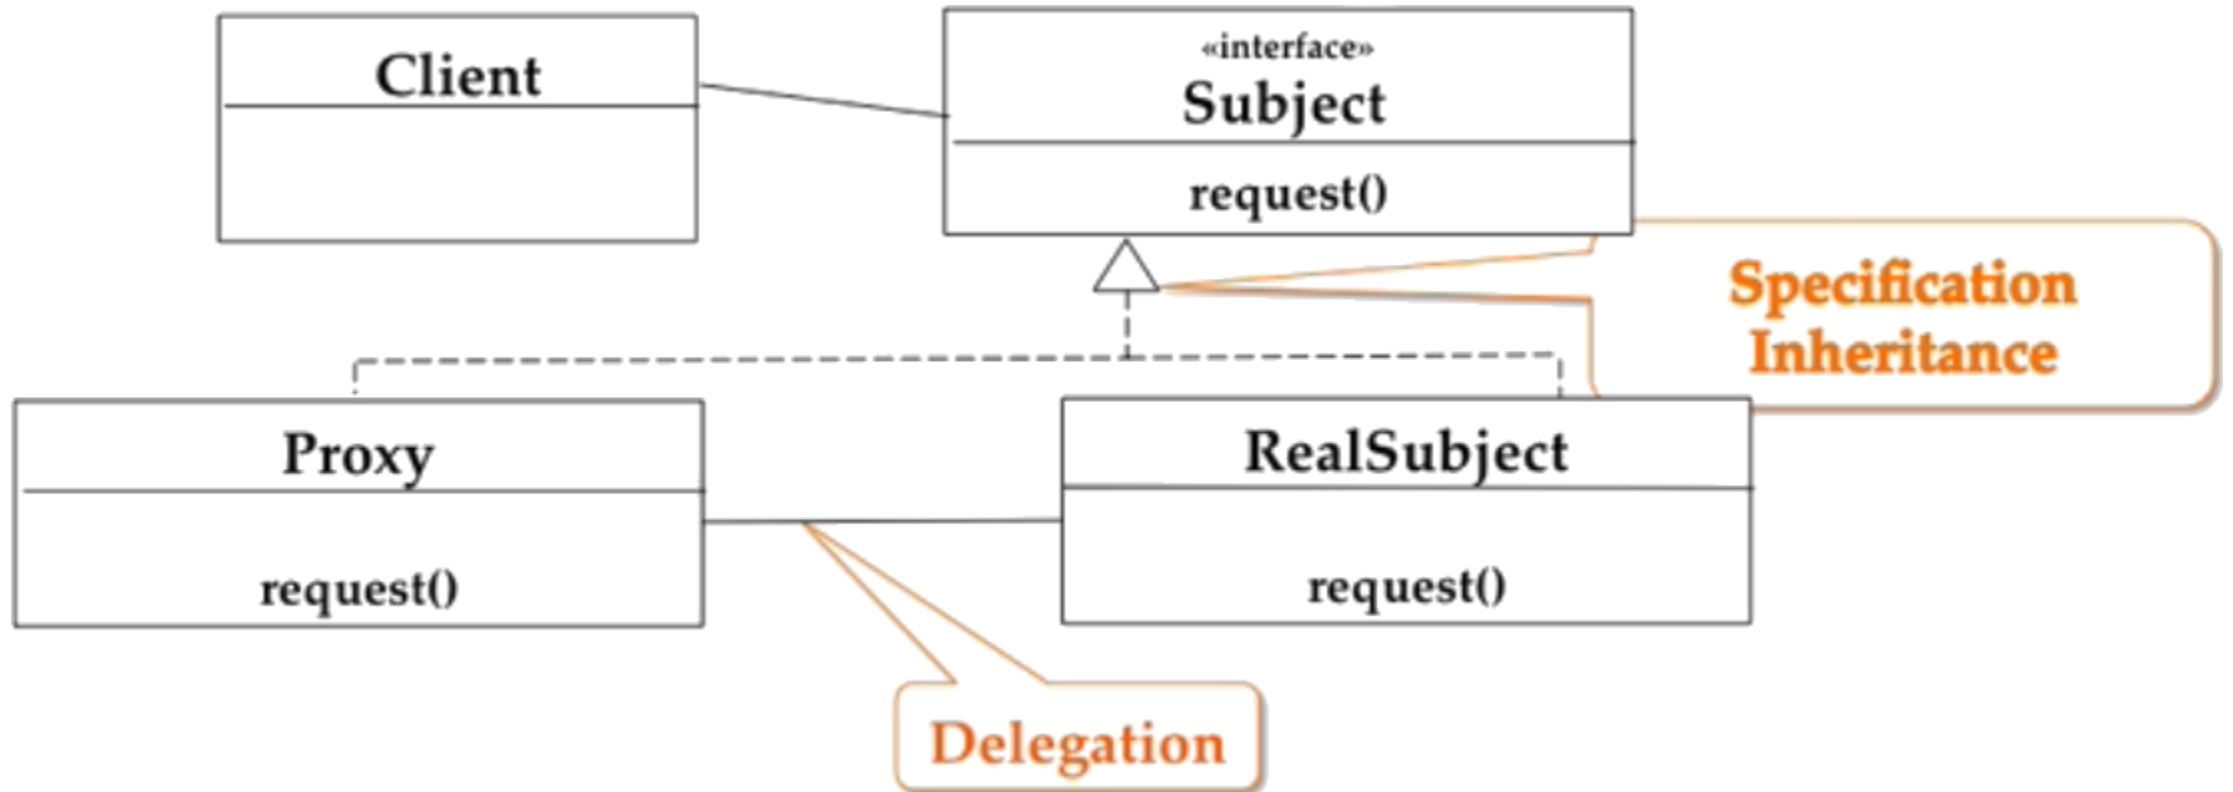 Client
«interface»
Subject
request()
Specification
Inheritance
Proxy
request()
RealSubject
request()
Delegation